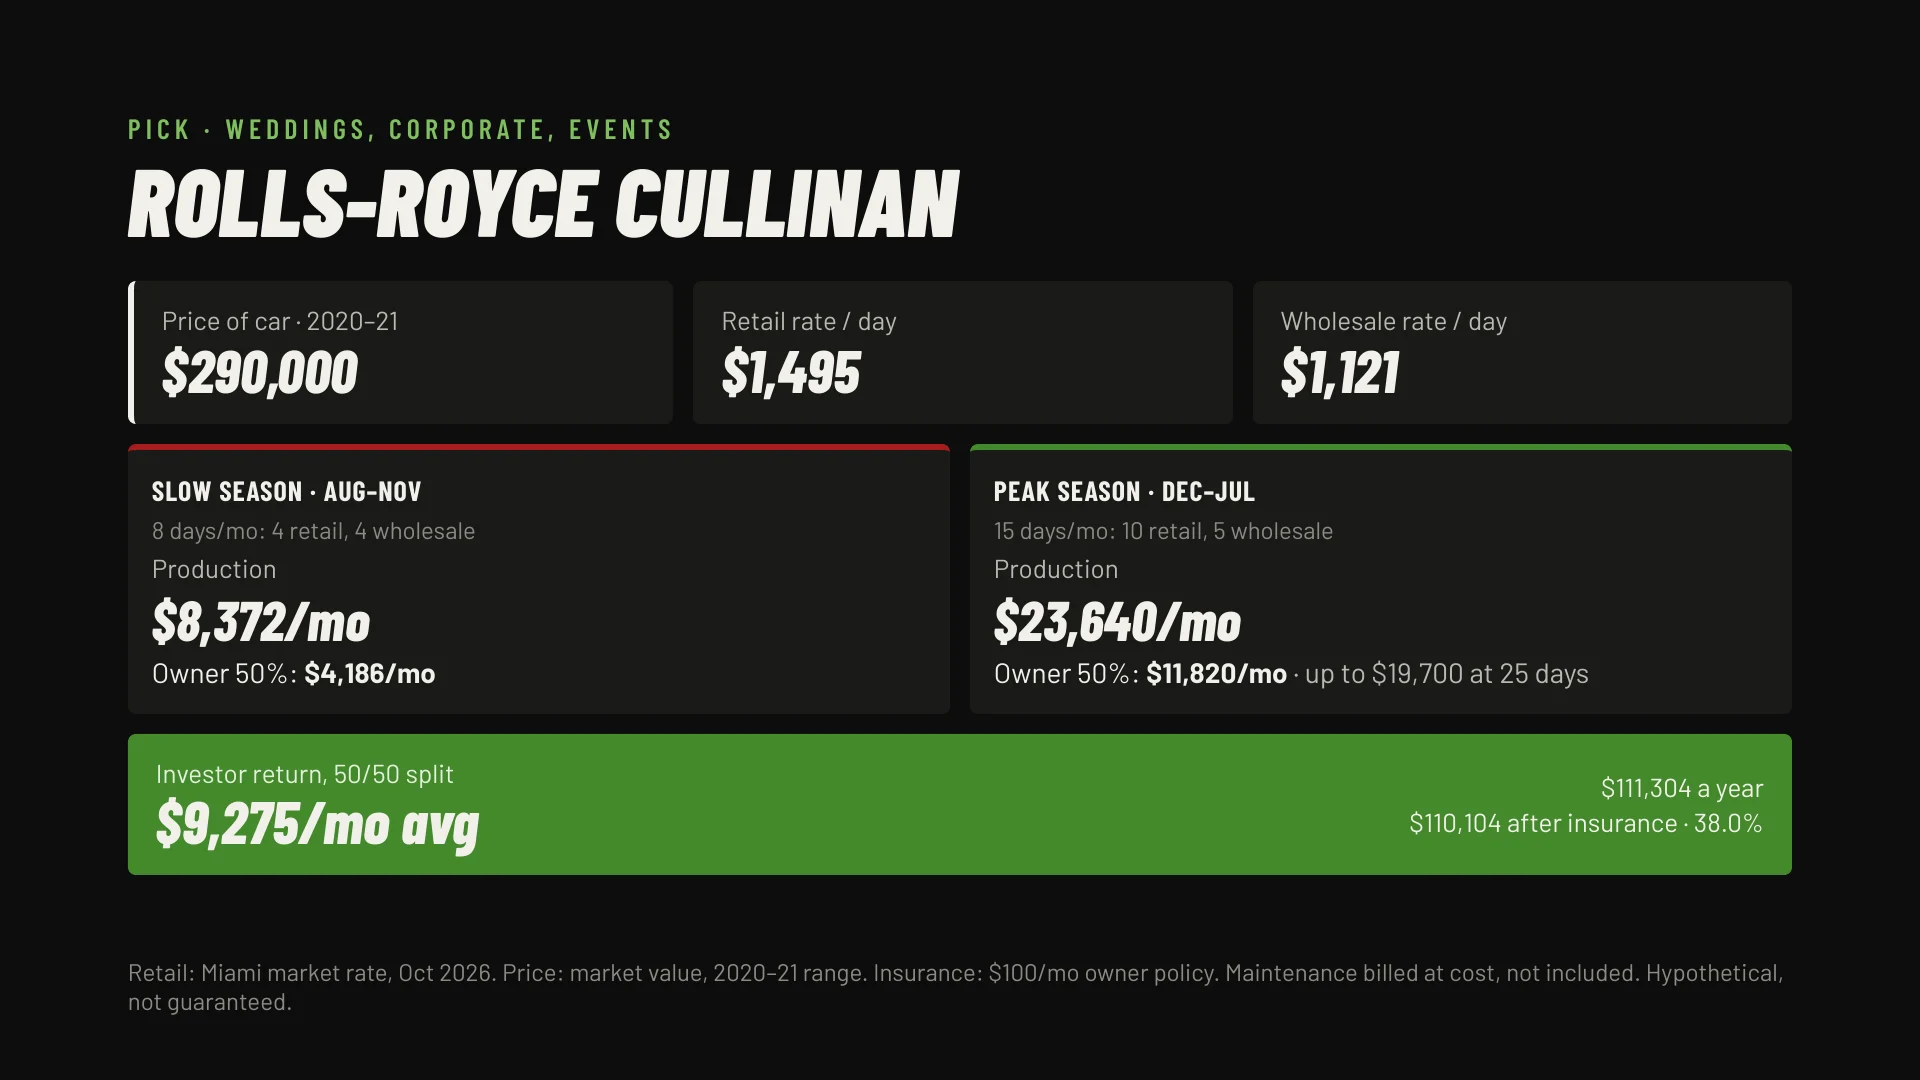 PICK · WEDDINGS, CORPORATE, EVENTS
ROLLS-ROYCE CULLINAN
Price of car · 2020–21
$290,000
Retail rate / day
$1,495
Wholesale rate / day
$1,121
SLOW SEASON · AUG–NOV
8 days/mo: 4 retail, 4 wholesale
Production
$8,372/mo
Owner 50%: $4,186/mo
PEAK SEASON · DEC–JUL
15 days/mo: 10 retail, 5 wholesale
Production
$23,640/mo
Owner 50%: $11,820/mo · up to $19,700 at 25 days
Investor return, 50/50 split
$9,275/mo avg
$111,304 a year
$110,104 after insurance · 38.0%
Retail: Miami market rate, Oct 2026. Price: market value, 2020–21 range. Insurance: $100/mo owner policy. Maintenance billed at cost, not included. Hypothetical,
not guaranteed.